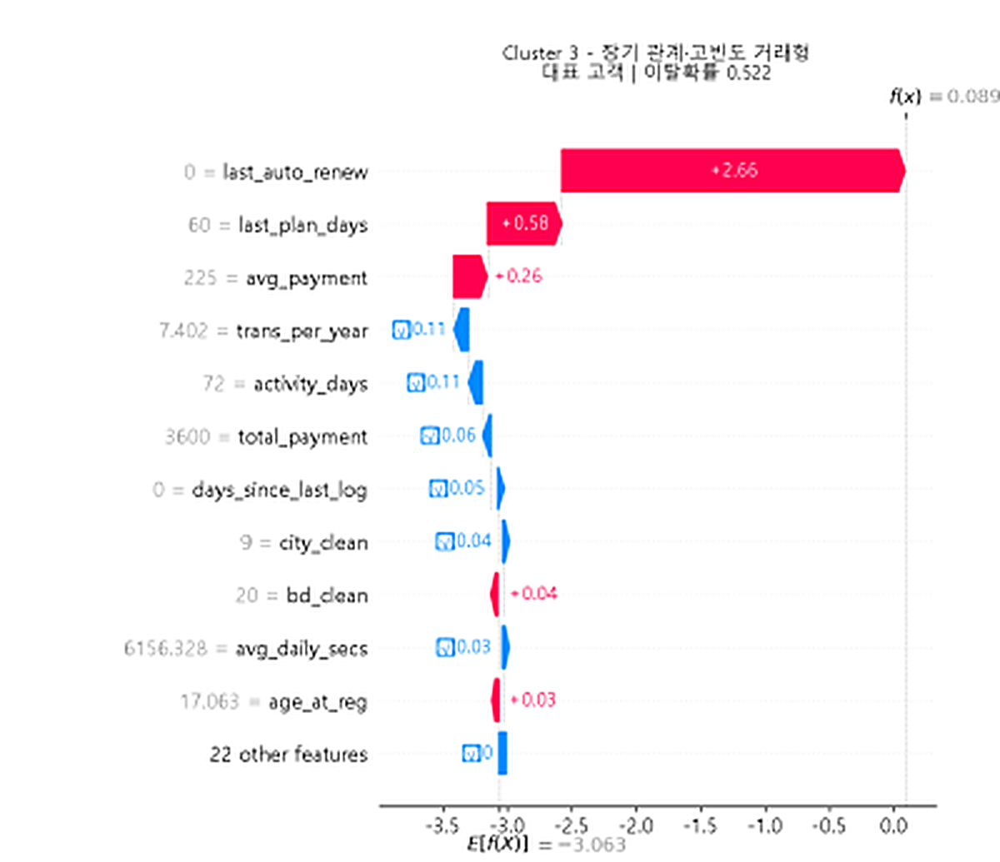 Cluster 3 - 장기 관계·고빈도 거래형
대표 고객 | 이탈확률 0.522
f(x) = 0.089
0 = last_auto_renew
+2.66
60 = last_plan_days
+0.58
225 = avg_payment
+0.26
7.402 = trans_per_year
0.11
72 = activity_days
0.11
3600 = total_payment
0.06
0 = days_since_last_log
0.05
9 = city_clean
0.04
20 = bd_clean
+0.04
6156.328 = avg_daily_secs
0.03
17.063 = age_at_reg
+0.03
22 other features
0
-3.5 -3.0 -2.5 -2.0 -1.5 -1.0 -0.5 0.0
E[f(X)] = −3.063